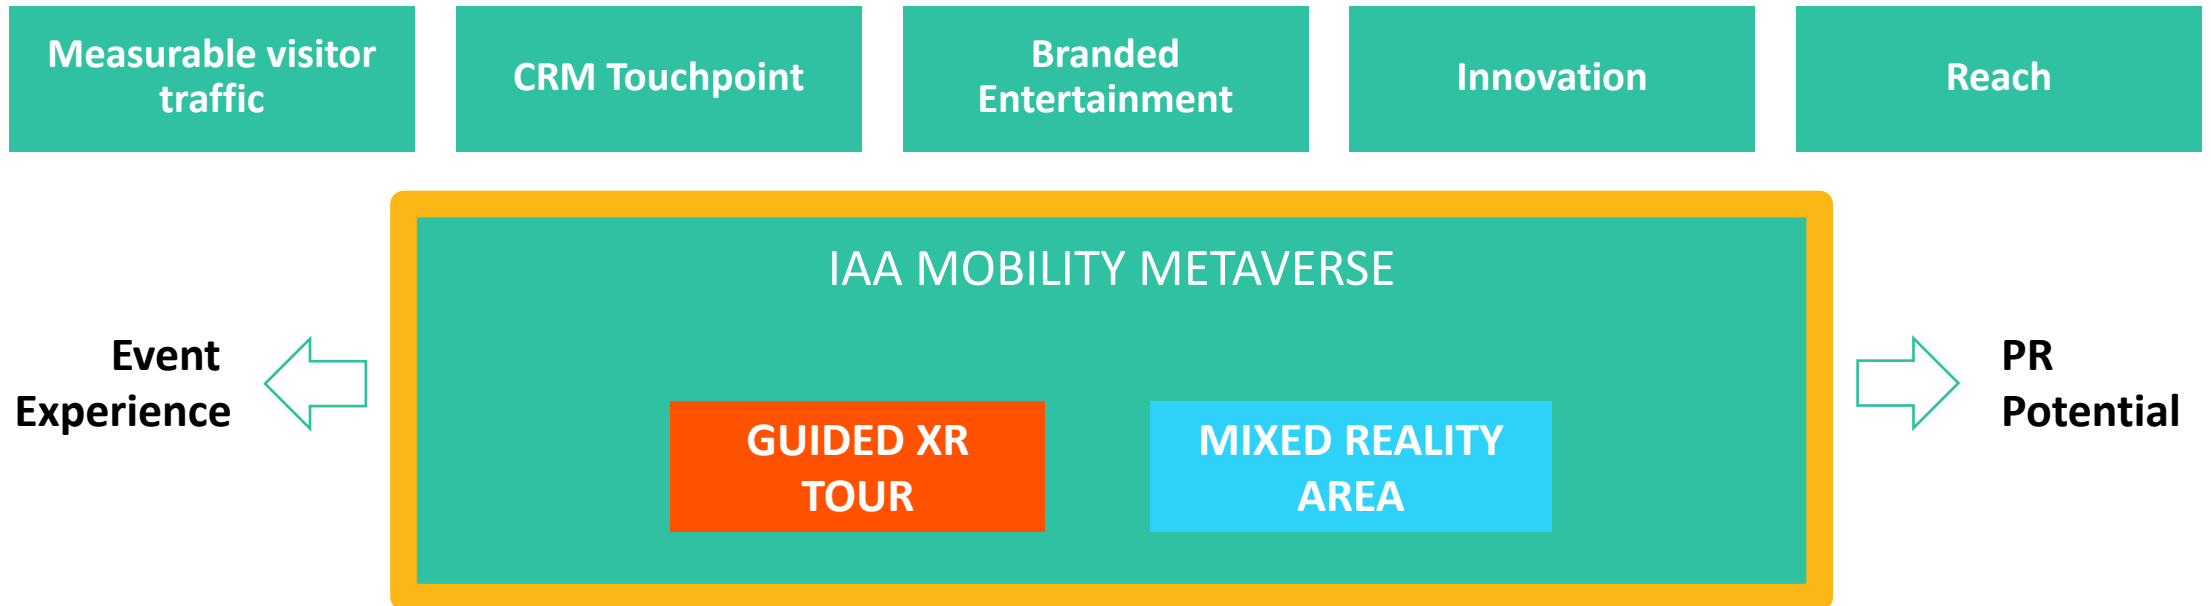 Measurable visitor
traffic
CRM Touchpoint
Branded
Entertainment
Innovation
Reach
IAA MOBILITY METAVERSE
Event
Experience
GUIDED XR
TOUR
MIXED REALITY
AREA
PR
Potential